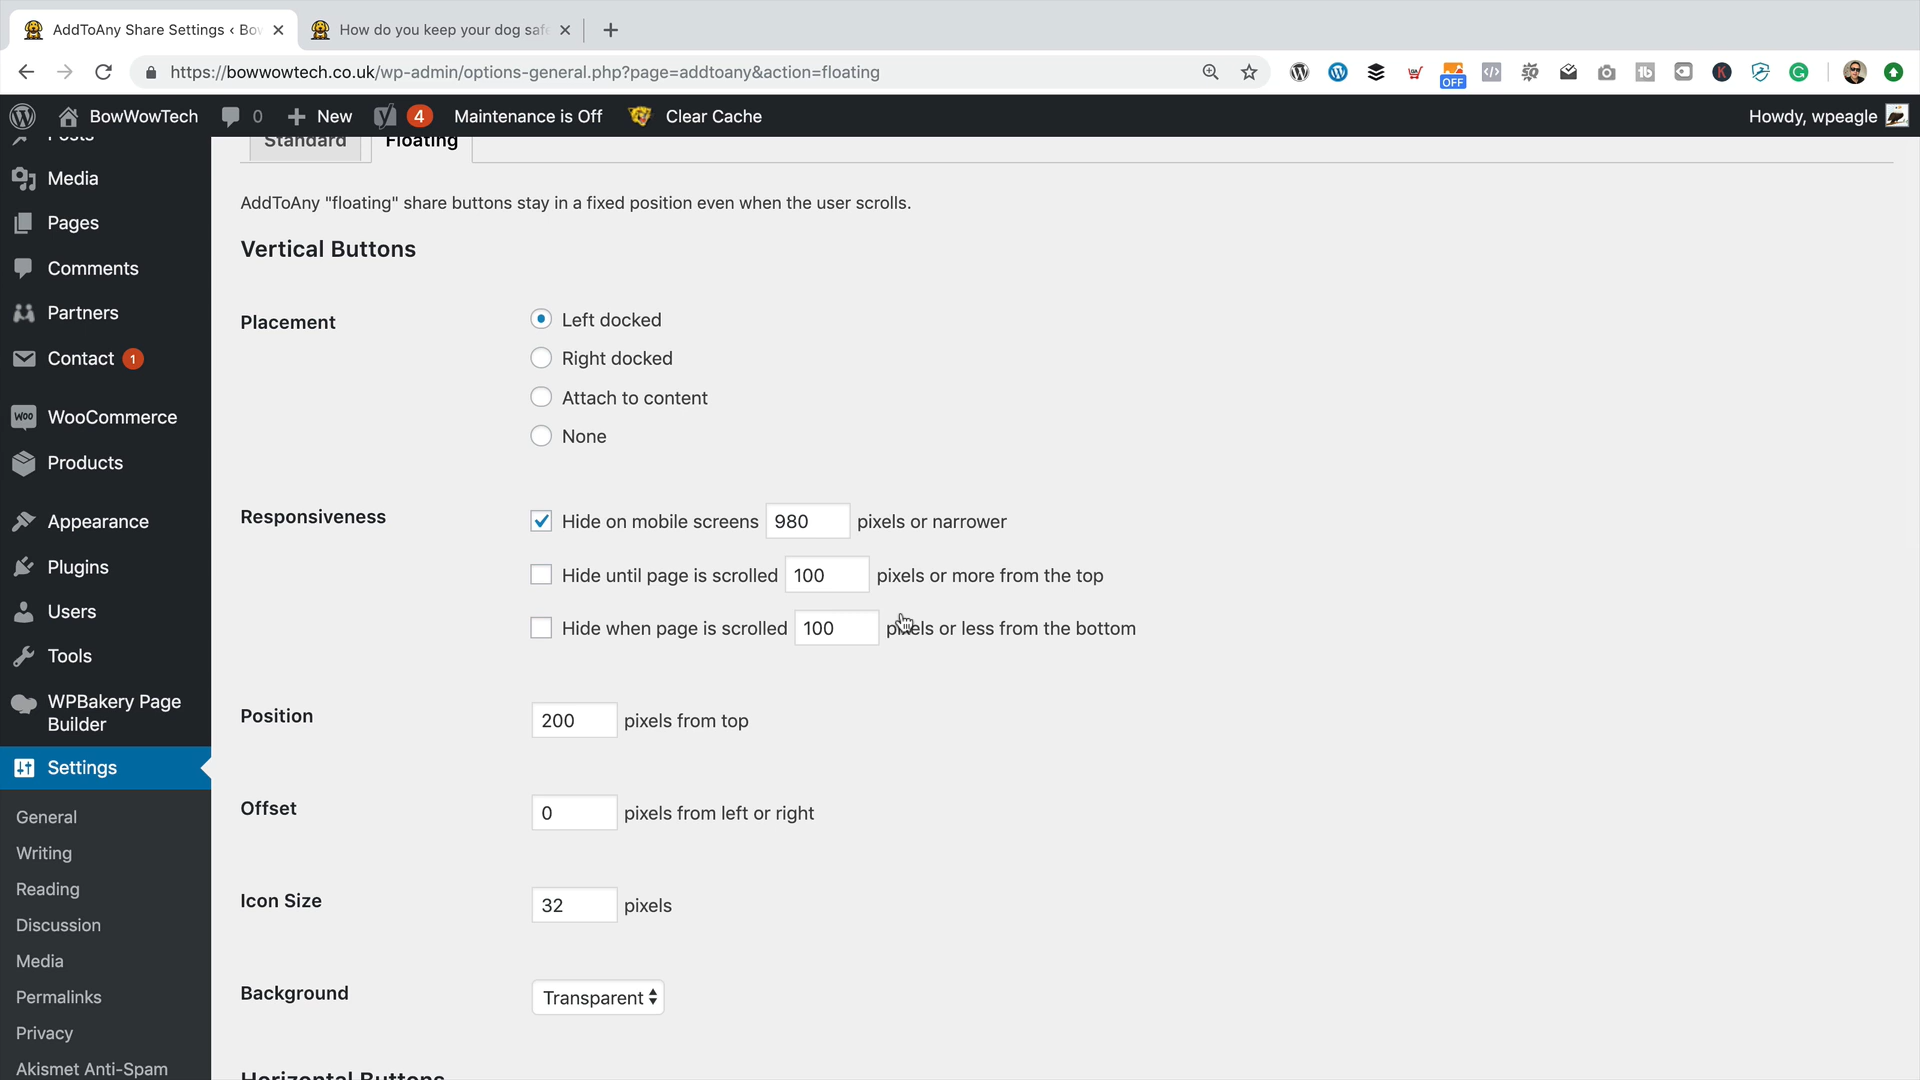 AddToAny Share Settings ‹ Bow
How do you keep your dog safe
https://bowwowtech.co.uk/wp-admin/options-general.php?page=addtoany&action=floating
OFF
BowWowTech
0
New
4
Maintenance is Off
Clear Cache
Howdy, wpeagle
Posts
Media
Pages
Comments
Partners
Contact 1
WooCommerce
Products
Appearance
Plugins
Users
Tools
WPBakery Page
Builder
Settings
General
Writing
Reading
Discussion
Media
Permalinks
Privacy
Akismet Anti-Spam
Standard
Floating
AddToAny "floating" share buttons stay in a fixed position even when the user scrolls.
Vertical Buttons
Placement
Left docked
Right docked
Attach to content
None
Responsiveness
Hide on mobile screens 980 pixels or narrower
Hide until page is scrolled 100 pixels or more from the top
Hide when page is scrolled 100 pixels or less from the bottom
Position
200 pixels from top
Offset
0 pixels from left or right
Icon Size
32 pixels
Background
Transparent
Horizontal Buttons